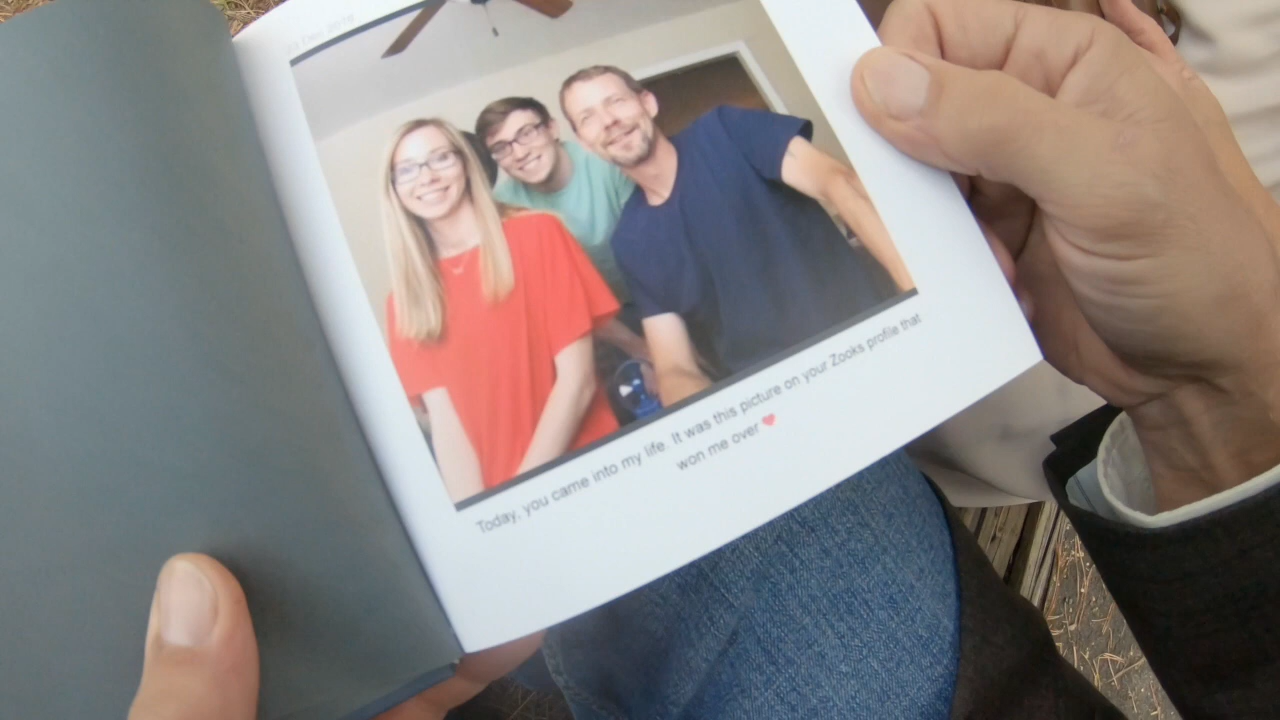 Today, you came into my life. It was this picture on your Zooks profile that
won me over ❤